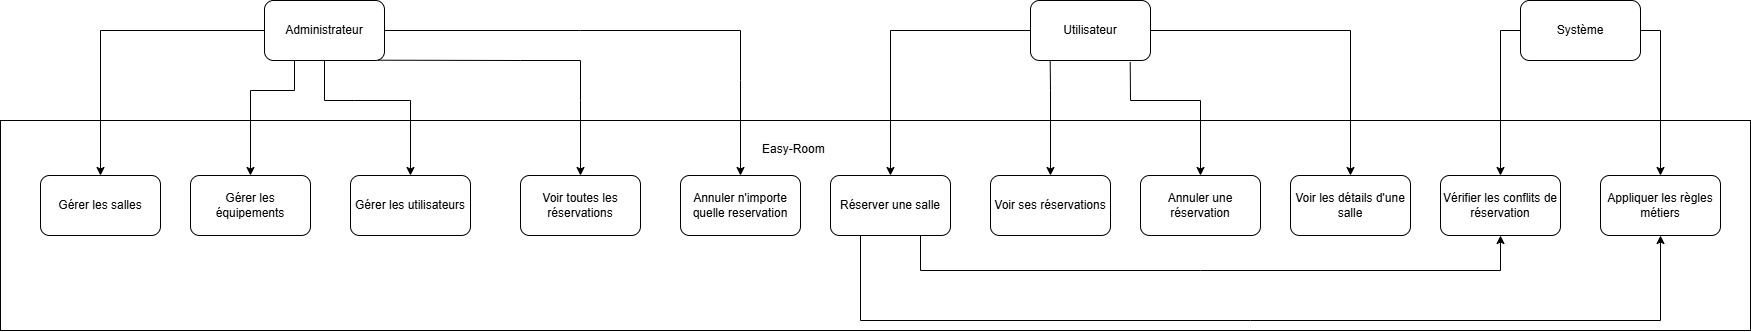 Administrateur
Utilisateur
Système
Easy-Room
Gérer les salles
Gérer les
équipements
Gérer les utilisateurs
Voir toutes les
réservations
Annuler n'importe
quelle reservation
Réserver une salle
Voir ses réservations
Annuler une
réservation
Voir les détails d'une
salle
Vérifier les conflits de
réservation
Appliquer les règles
métiers